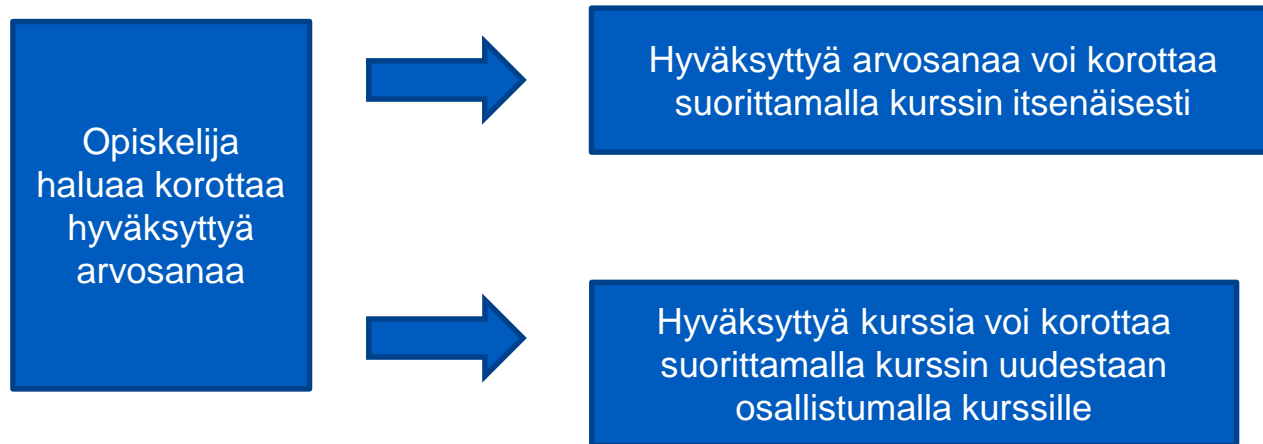 Opiskelija
haluaa korottaa
hyväksyttyä
arvosanaa
Hyväksyttyä arvosanaa voi korottaa
suorittamalla kurssin itsenäisesti
Hyväksyttyä kurssia voi korottaa
suorittamalla kurssin uudestaan
osallistumalla kurssille